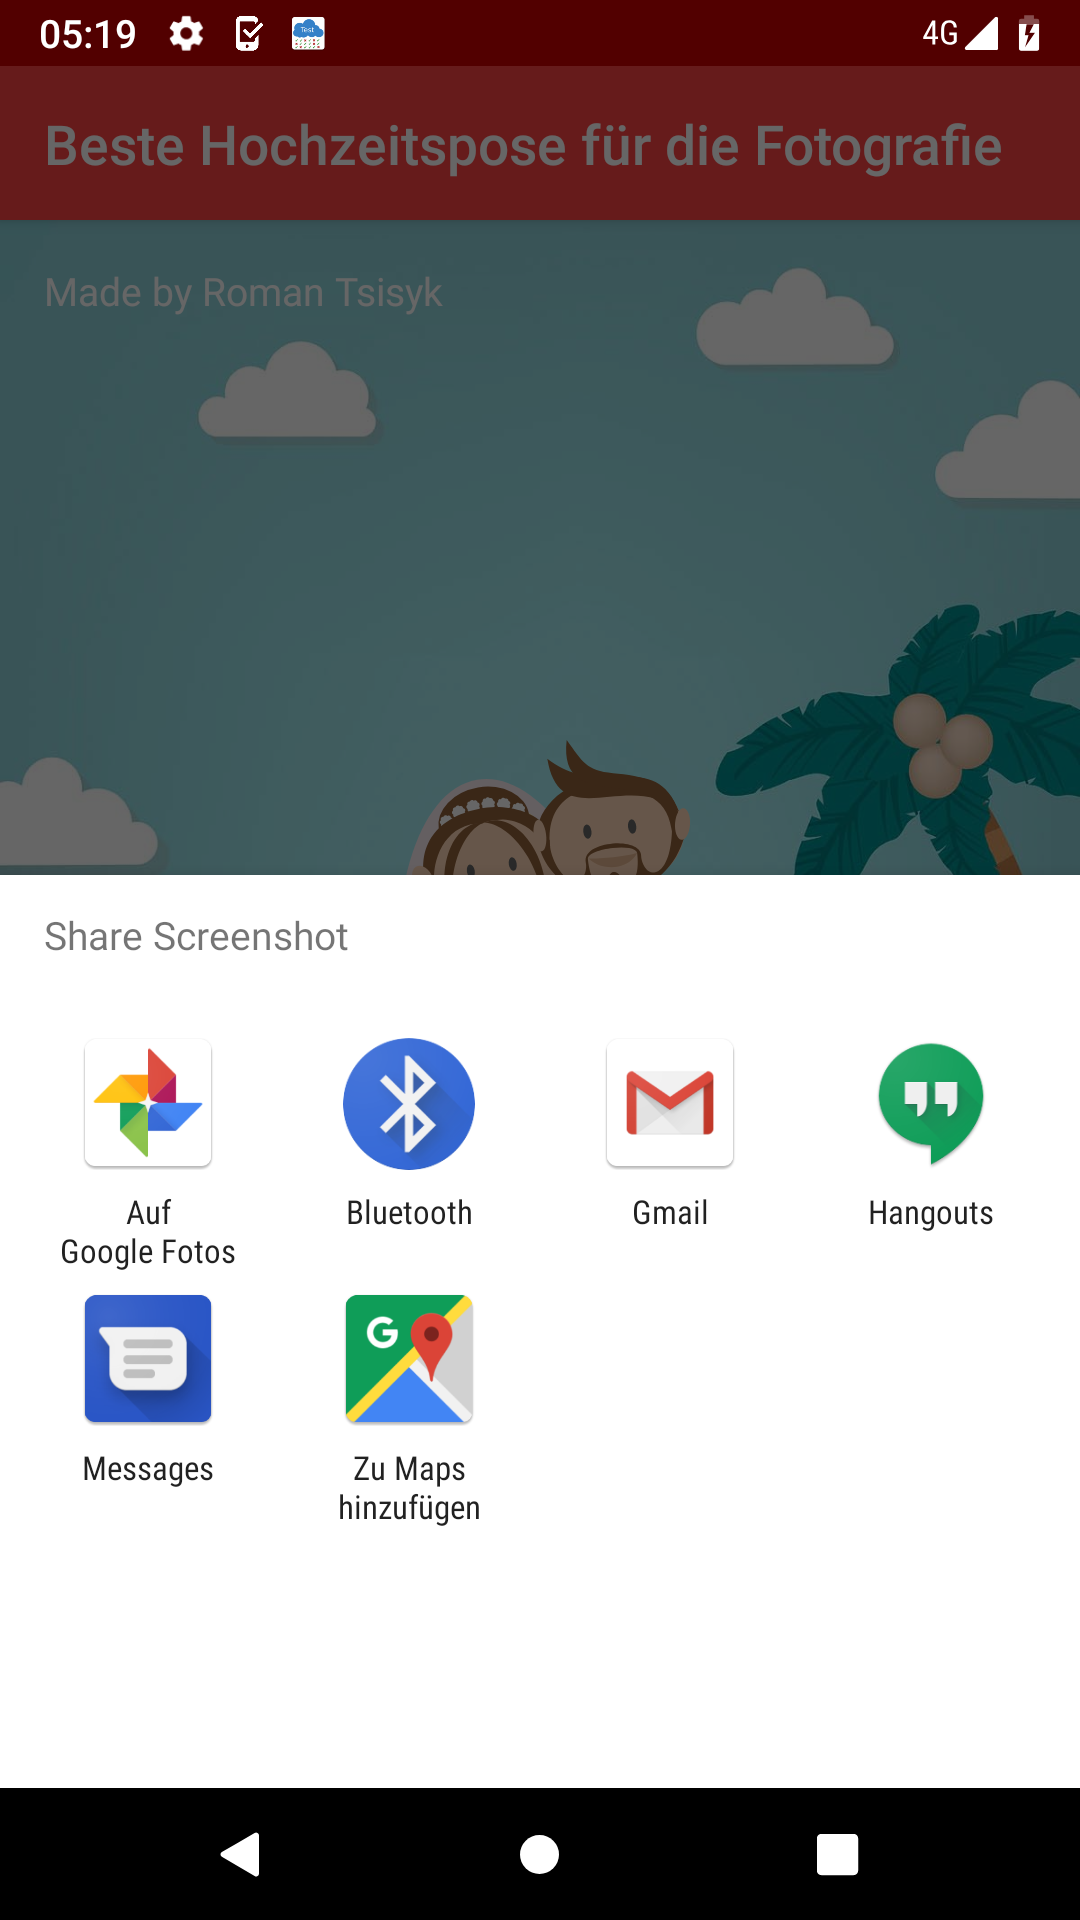 05:19
4G
Beste Hochzeitspose für die Fotografie
Made by Roman Tsisyk
Share Screenshot
Auf
Google Fotos
Bluetooth
Gmail
Hangouts
Messages
Zu Maps
hinzufügen